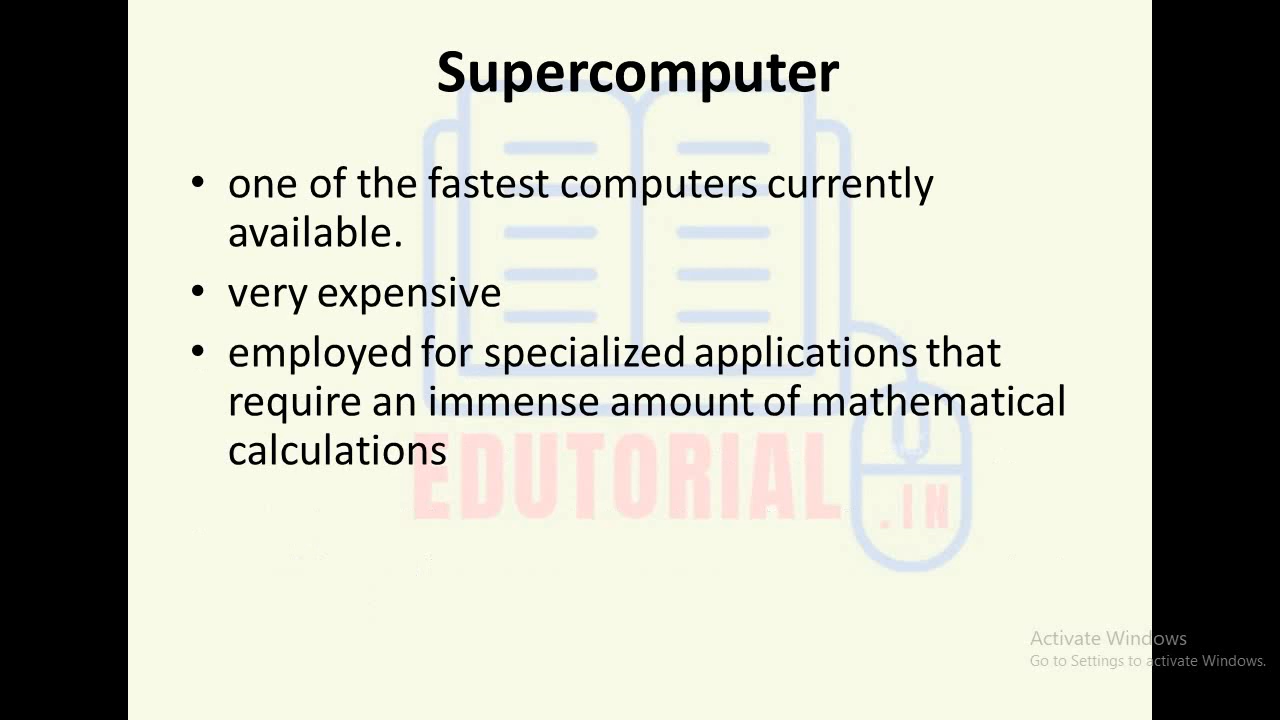 Supercomputer
• one of the fastest computers currently
available.
• very expensive
• employed for specialized applications that
require an immense amount of mathematical
calculations
EDUTORIAL
.IN
Activate Windows
Go to Settings to activate Windows.